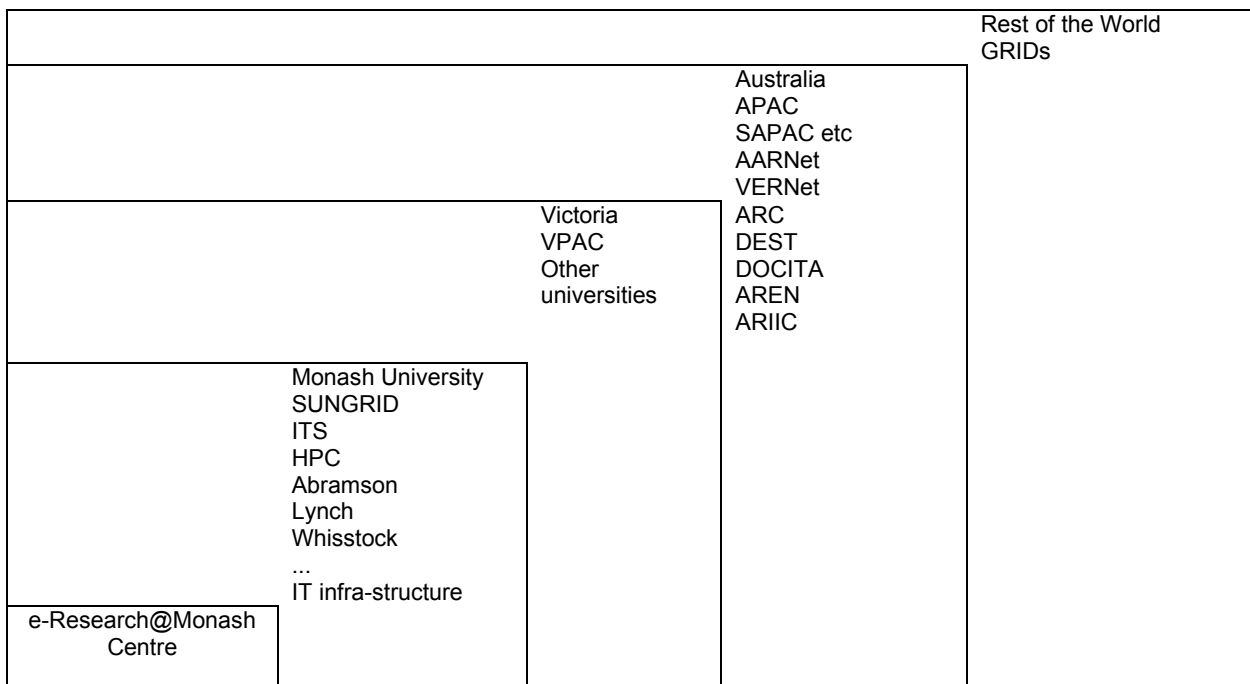 Rest of the World
GRIDs
Australia
APAC
SAPAC etc
AARNet
VERNet
ARC
DEST
DOCITA
AREN
ARIIC
Victoria
VPAC
Other
universities
Monash University
SUNGRID
ITS
HPC
Abramson
Lynch
Whisstock
...
IT infra-structure
e-Research@Monash
Centre